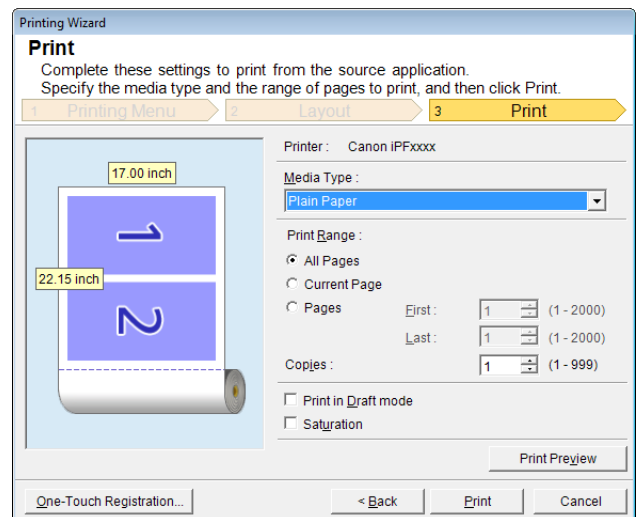 Printing Wizard
Print
Complete these settings to print from the source application.
Specify the media type and the range of pages to print, and then click Print.
1 Printing Menu 2 Layout 3 Print
Printer : Canon iPFxxxx
17.00 inch
Media Type :
Plain Paper
1
Print Range :
All Pages
22.15 inch
Current Page
Pages First : 1 (1 - 2000)
2
Last : 1 (1 - 2000)
Copies : 1 (1 - 999)
Print in Draft mode
Saturation
Print Preview
One-Touch Registration... < Back Print Cancel